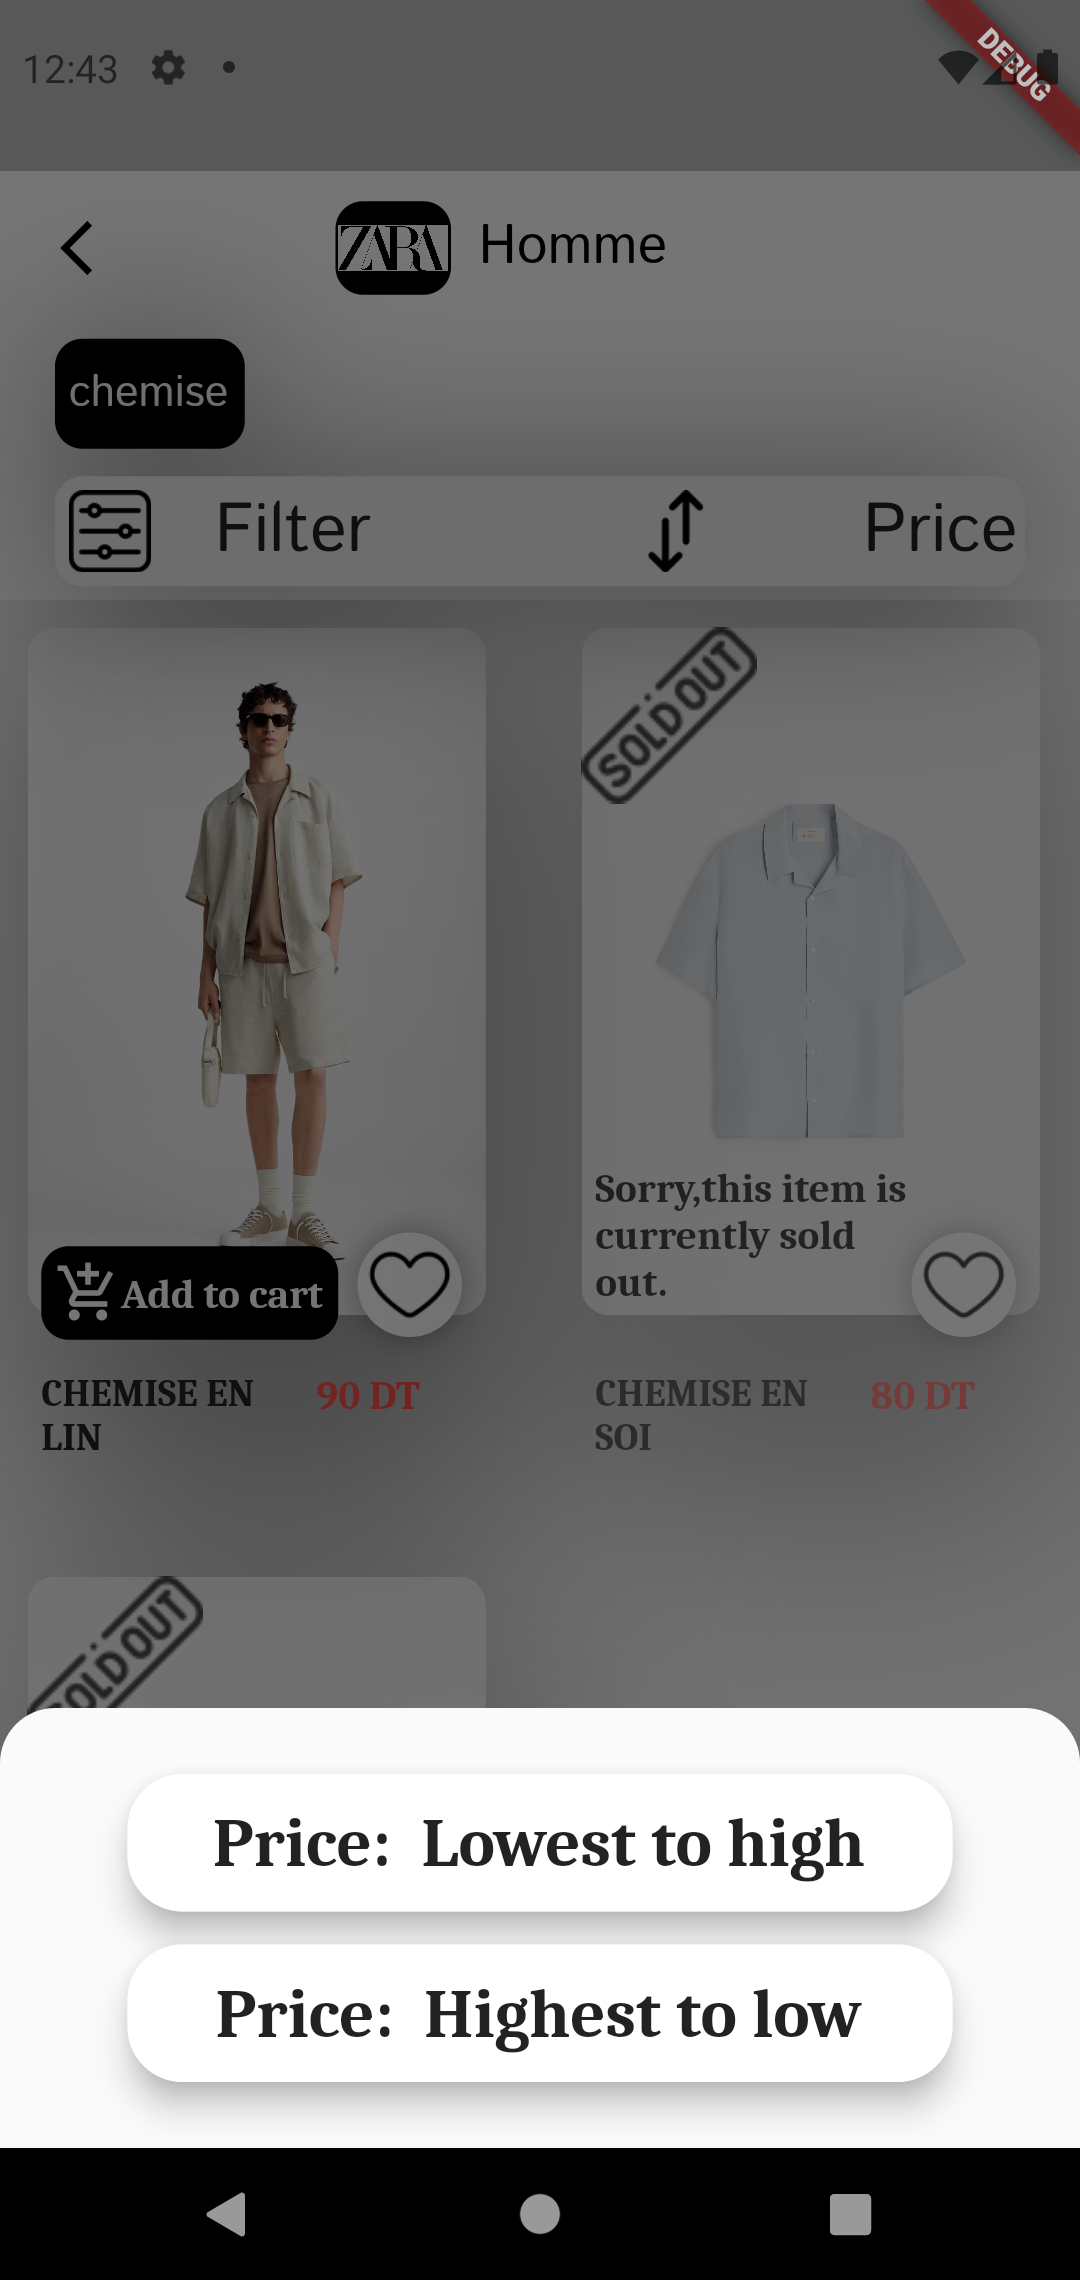 12:43
DEBUG
ZARA Homme
chemise
Filter Price
SOLD OUT
Sorry,this item is
currently sold
out.
Add to cart
CHEMISE EN
LIN
90 DT
CHEMISE EN
SOI
80 DT
SOLD OUT
Price: Lowest to high
Price: Highest to low